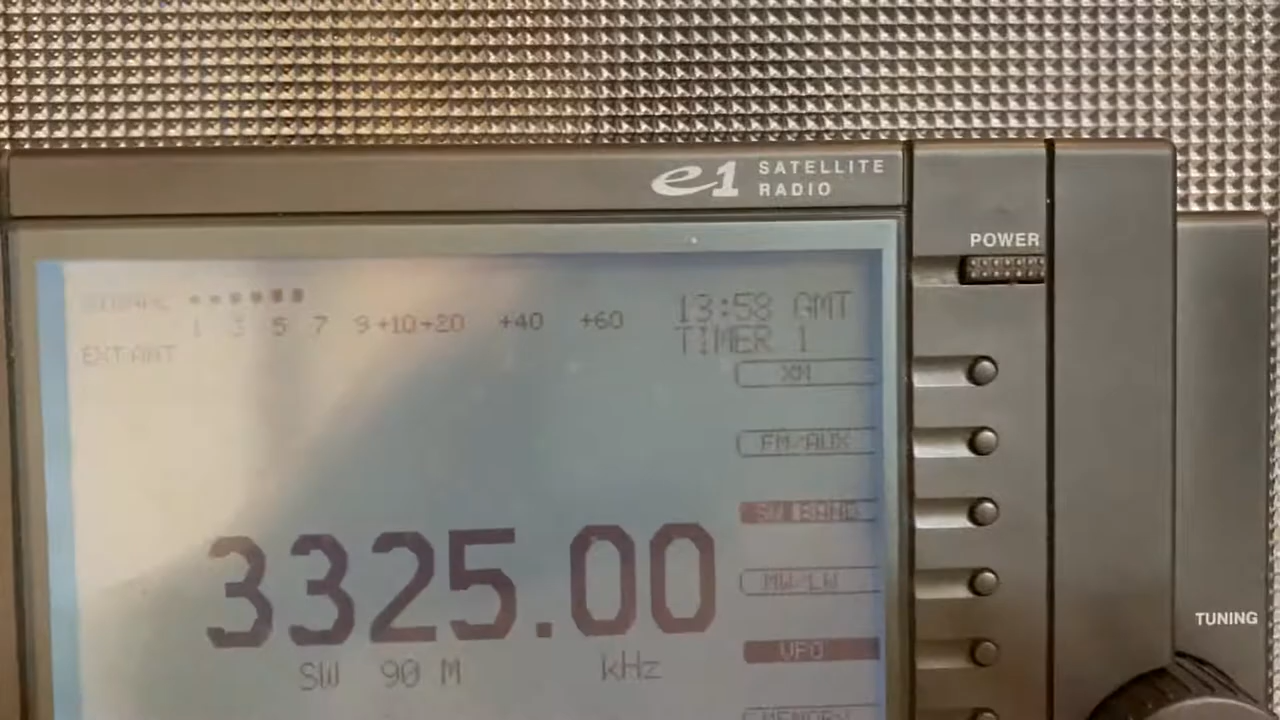 e1 SATELLITE
RADIO
POWER
SIGNAL
1 3 5 7 9 +10 +20 +40 +60
13:58 GMT
EXT ANT
TIMER 1
XM
FM/AUX
SW BAND
MW/LW
3325.00
VFO
SW 90 M kHz
MEMORY
TUNING